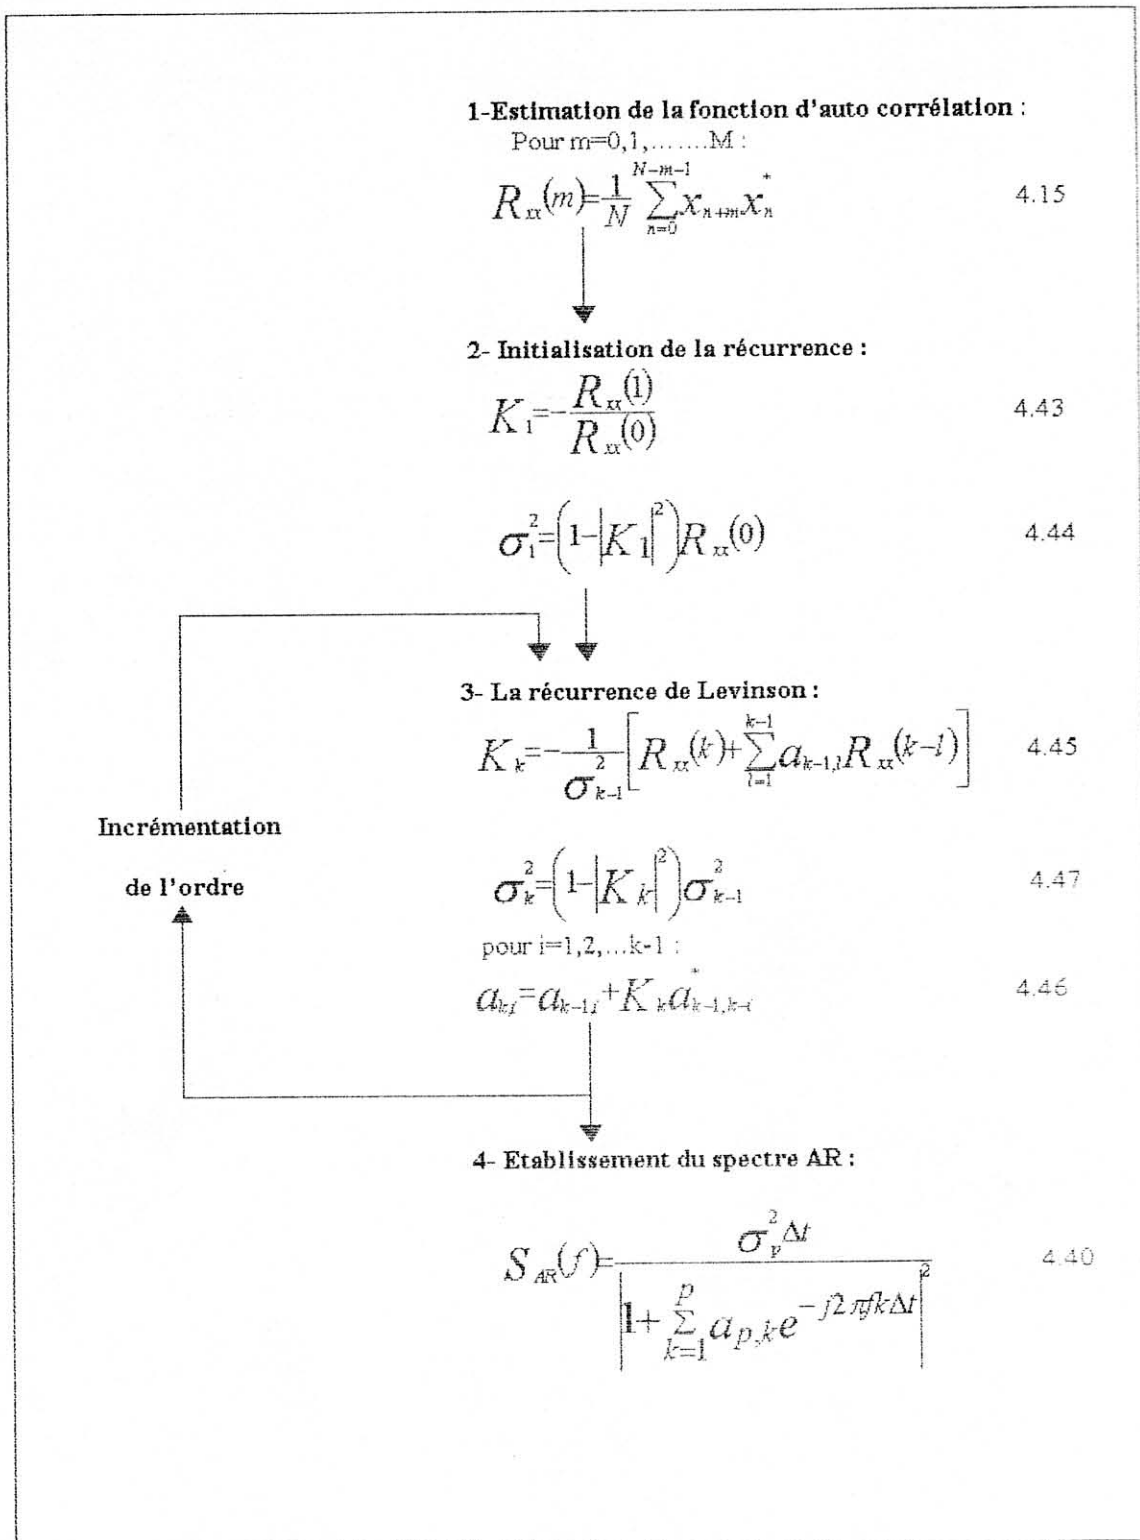 1-Estimation de la fonction d'auto corrélation :
Pour m=0,1,.......M :
R_xx(m)=1/N ∑_{n=0}^{N-m-1} x_{n+m} x_n^* 4.15
2- Initialisation de la récurrence :
K_1=-R_xx(1)/R_xx(0) 4.43
σ_1^2=(1-|K_1|^2)R_xx(0) 4.44
3- La récurrence de Levinson :
K_k=-1/σ_{k-1}^2[R_xx(k)+∑_{l=1}^{k-1} a_{k-1,l}R_xx(k-l)] 4.45
Incrémentation
de l'ordre
σ_k^2=(1-|K_k|^2)σ_{k-1}^2 4.47
pour i=1,2,...k-1 :
a_{k,i}=a_{k-1,i}+K_k a_{k-1,k-i}^* 4.46
4- Etablissement du spectre AR :
S_AR(f)=σ_p^2 Δt/|1+∑_{k=1}^{p} a_{p,k}e^{-j2πfkΔt}|^2 4.40